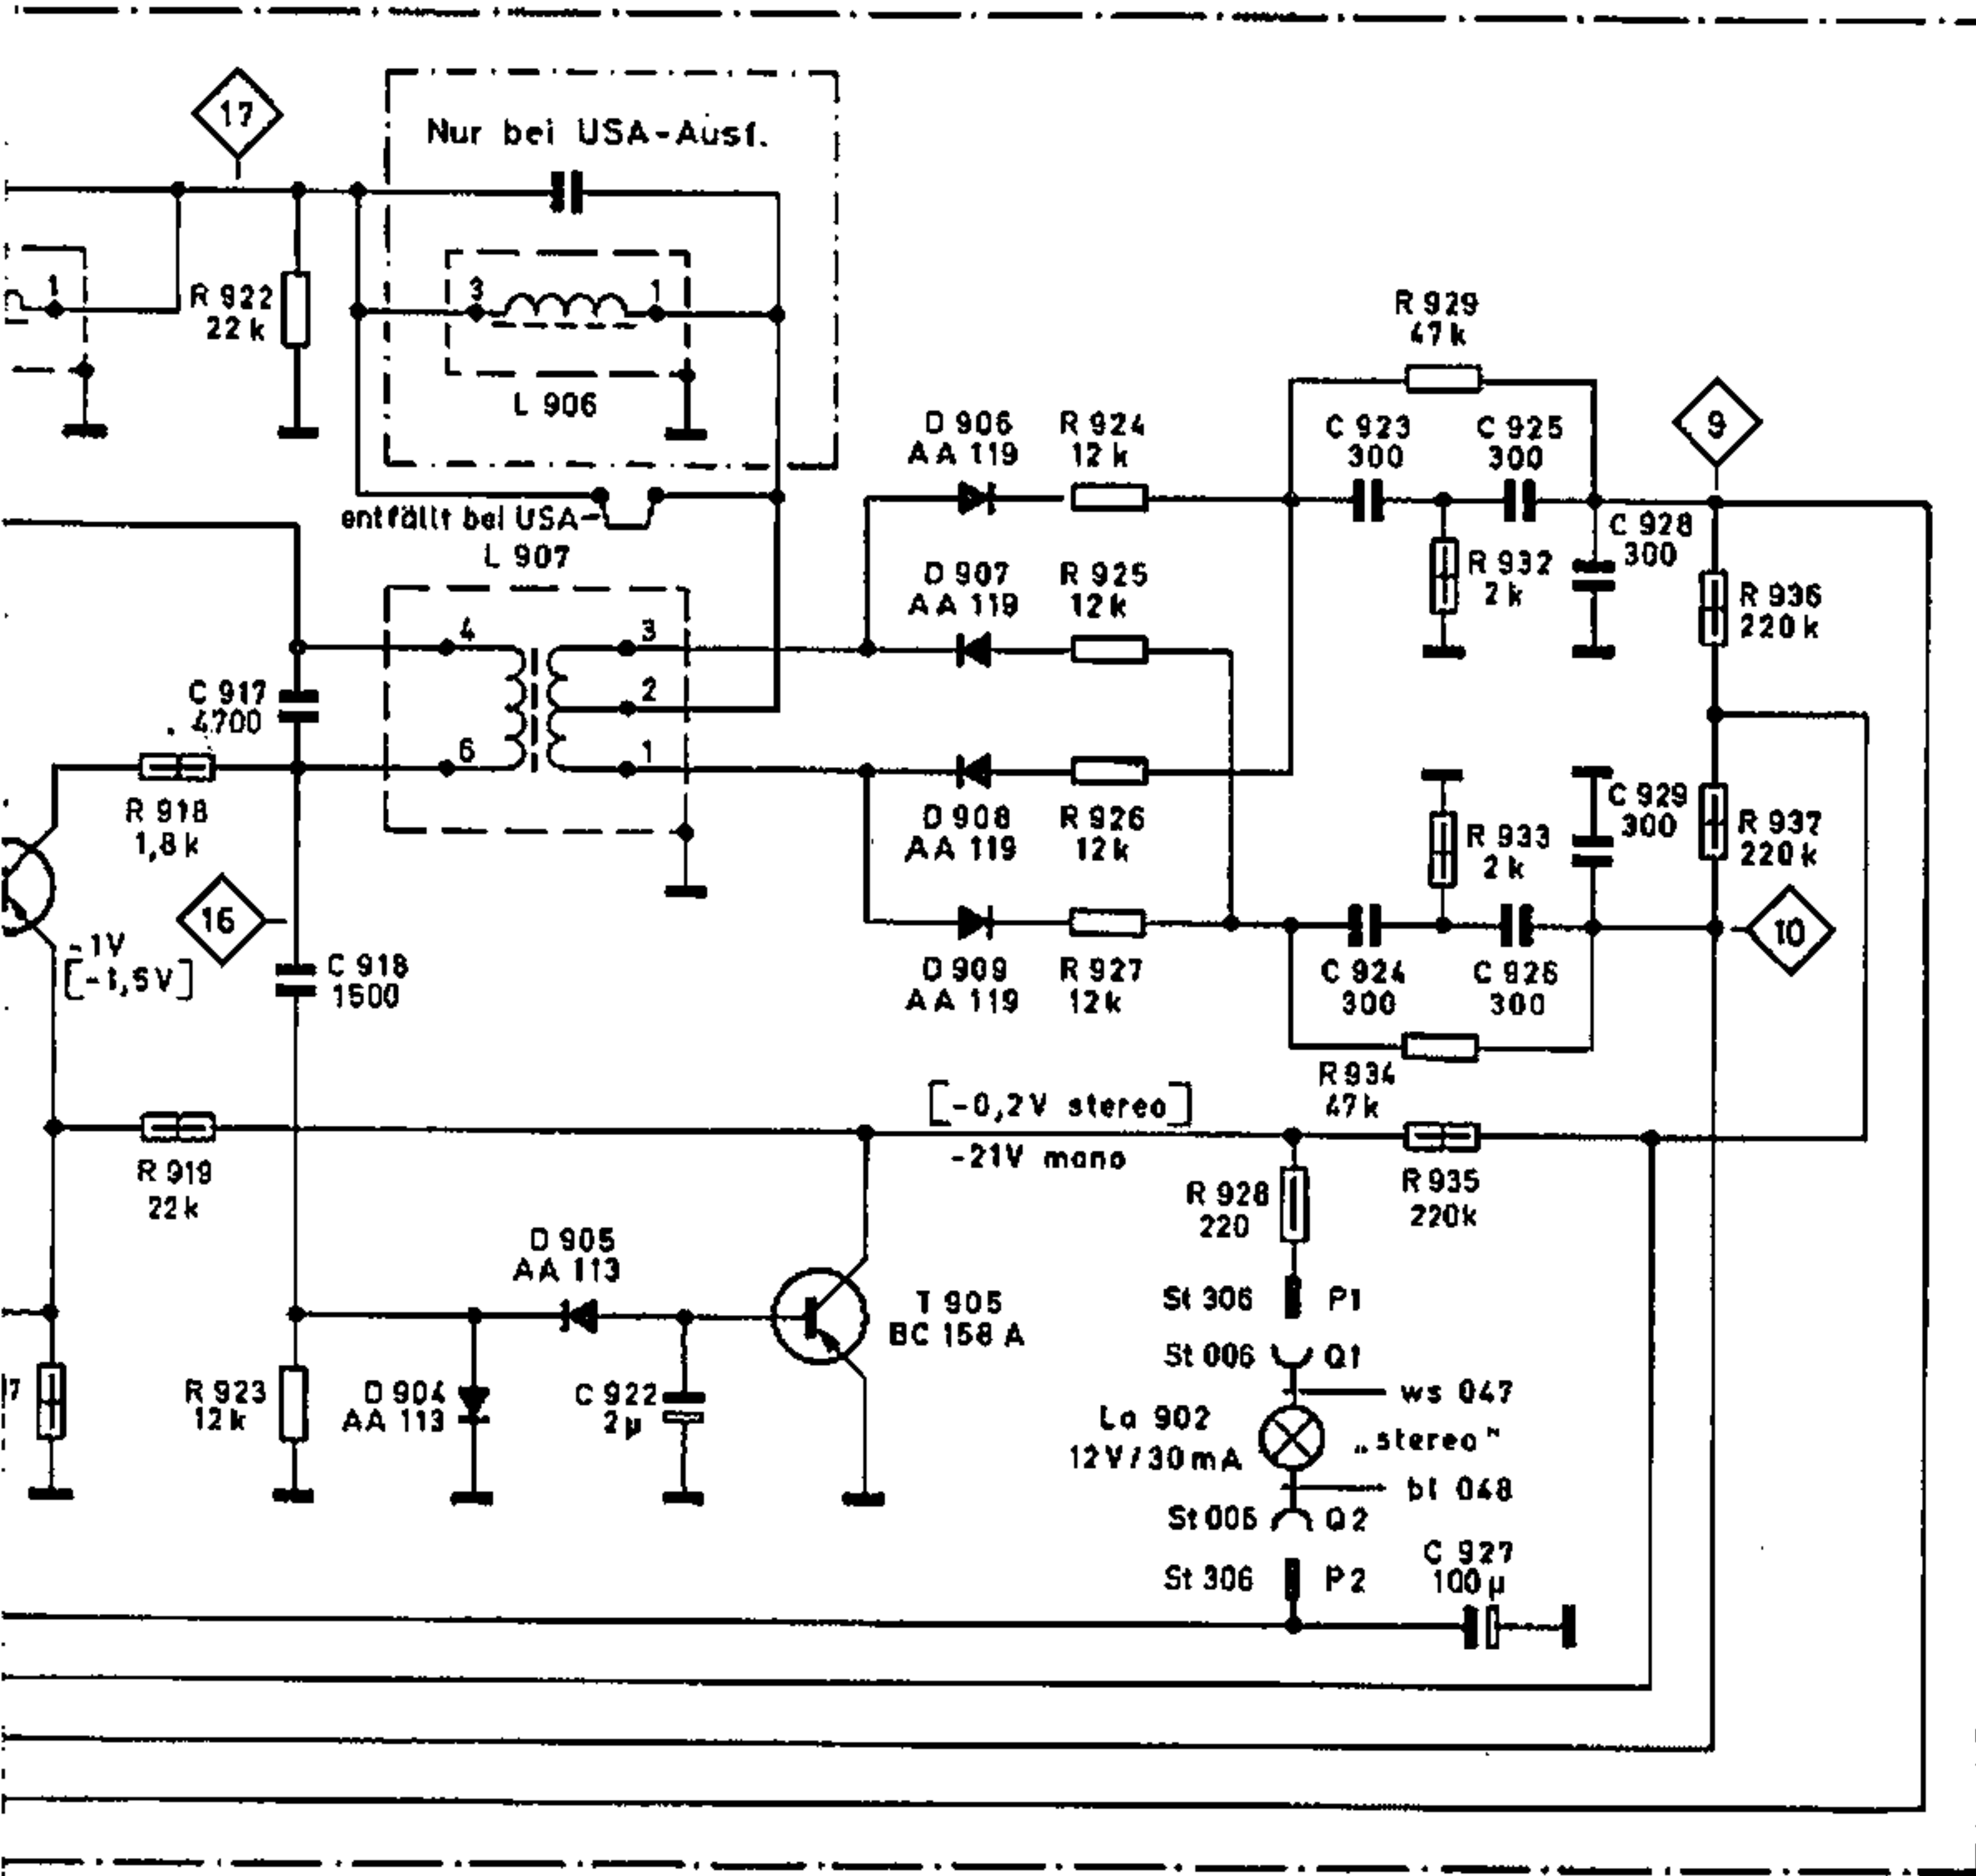 17
Nur bei USA-Ausf.
1
R 922
22 k
3
1
L 906
R 929
47 k
D 906
AA 119
R 924
12 k
C 923
300
C 925
300
9
entfällt bei USA-
L 907
D 907
AA 119
R 925
12 k
R 932
2 k
C 928
300
R 936
220 k
4
3
2
6
1
C 917
4700
R 918
1,8 k
D 908
AA 119
R 926
12 k
R 933
2 k
C 929
300
R 937
220 k
16
-1V
[-1,5V]
C 918
1500
D 909
AA 119
R 927
12 k
C 924
300
C 926
300
10
R 934
47 k
[-0,2V stereo]
-21V mono
R 919
22 k
R 928
220
R 935
220k
D 905
AA 113
T 905
BC 158 A
St 306 P1
St 006 Q1
ws 047
7
R 923
12 k
D 904
AA 113
C 922
2µ
La 902
12V/30mA
„stereo"
bl 048
St 006 Q2
St 306 P2
C 927
100 µ